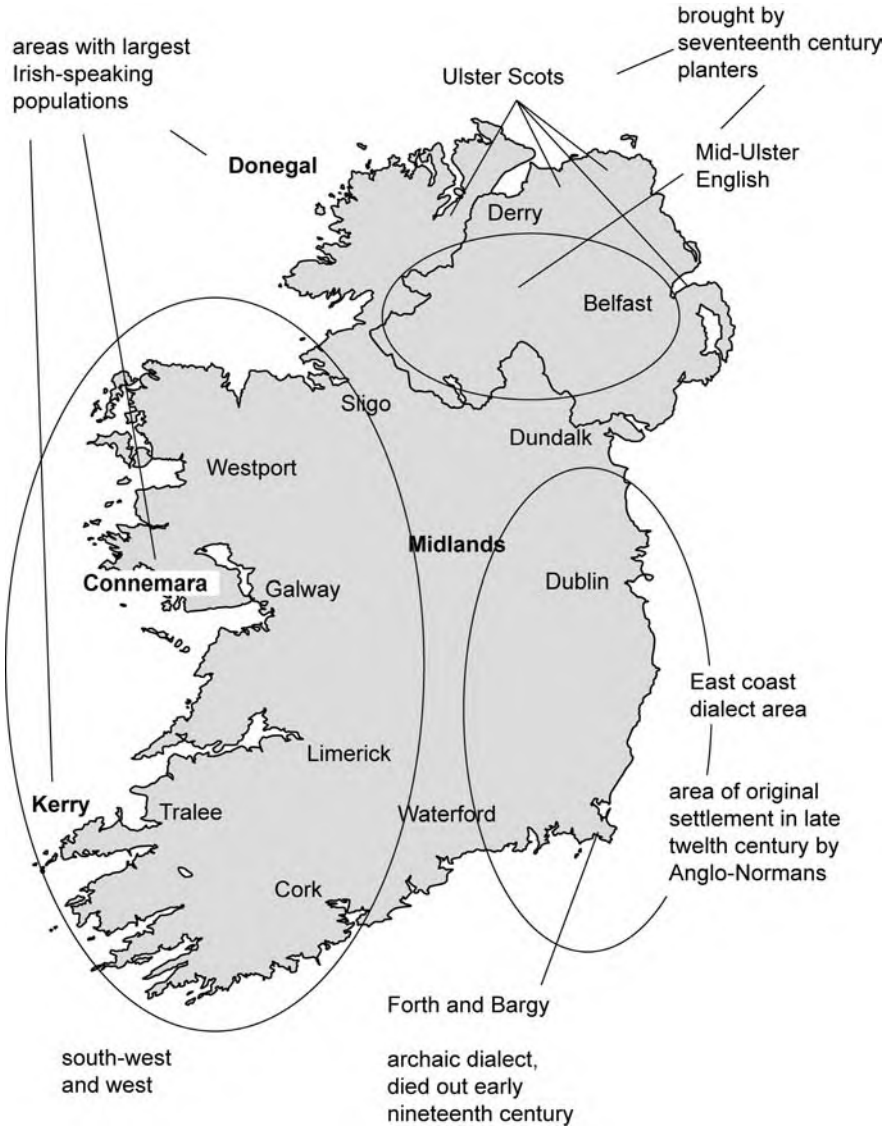 brought by
seventeenth century
planters
areas with largest
Irish-speaking
populations
Ulster Scots
Donegal
Mid-Ulster
English
Derry
Belfast
Sligo
Dundalk
Westport
Midlands
Connemara
Galway
Dublin
East coast
dialect area
Limerick
Kerry
Tralee
Waterford
area of original
settlement in late
twelth century by
Anglo-Normans
Cork
Forth and Bargy
south-west
and west
archaic dialect,
died out early
nineteenth century